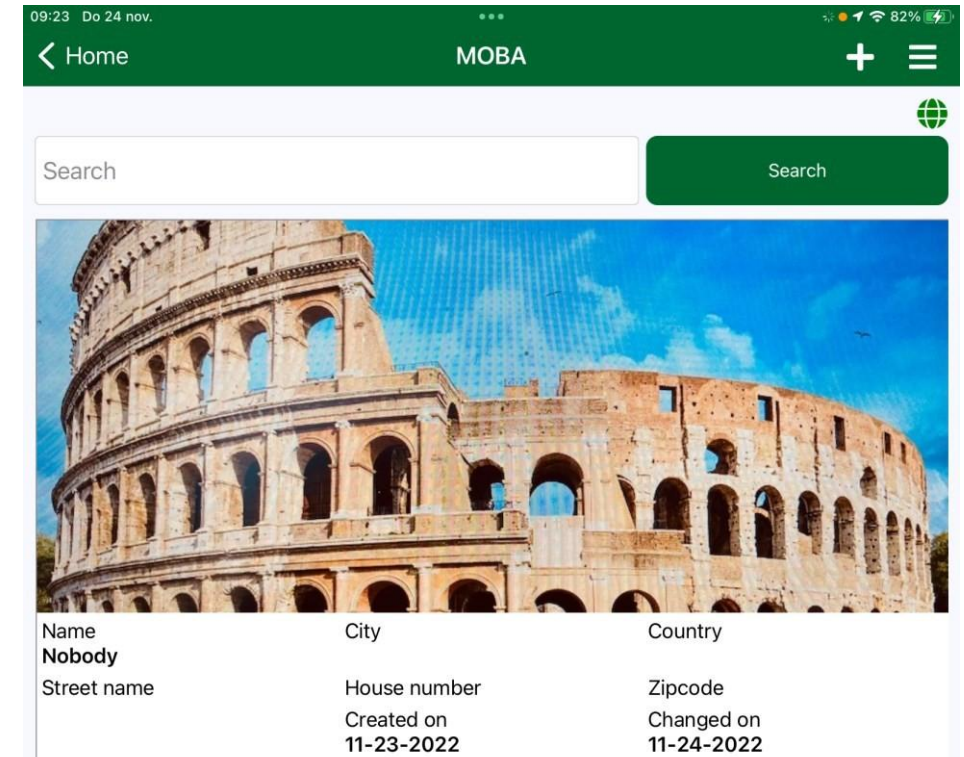 09:23 Do 24 nov.
82%
Home
MOBA
Search
Search
Name
Nobody
City
Country
Street name
House number
Zipcode
Created on
11-23-2022
Changed on
11-24-2022